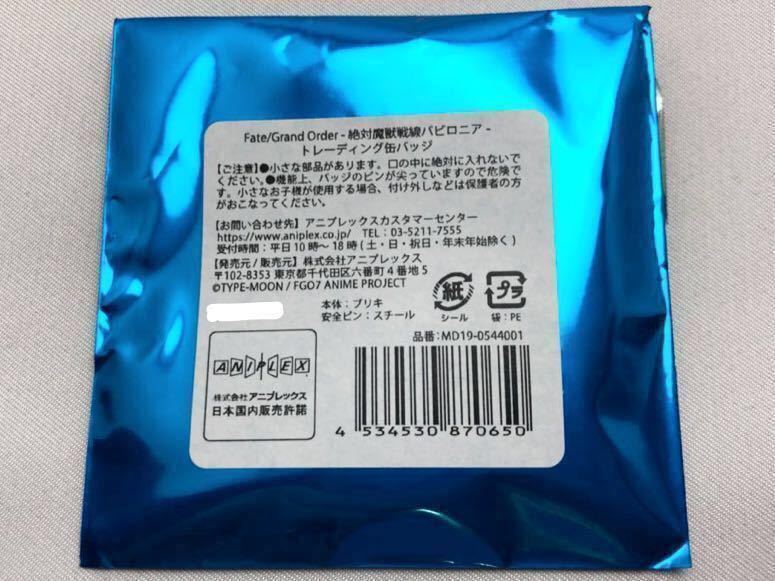 Fate/Grand Order - 絶対魔獣戦線バビロニア -
トレーディング缶バッジ
【ご注意】●小さな部品があります。口の中に絶対に入れないで
ください。●機能上、バッジのピンが尖っていますので危険で
す。小さなお子様が使用する場合、付け外しなどは保護者の方
がおこなってください。
【お問い合わせ先】アニプレックスカスタマーセンター
https://www.aniplex.co.jp/ TEL：03-5211-7555
受付時間：平日10時～18時(土・日・祝日・年末年始除く)
【発売元/販売元】株式会社アニプレックス
〒102-8353 東京都千代田区六番町4番地5
©TYPE-MOON / FGO7 ANIME PROJECT
本体：ブリキ
安全ピン：スチール
紙
シール
プラ
袋：PE
品番：MD19-0544001
ANIPLEX
株式会社アニプレックス
日本国内販売許諾
4 534530 870650